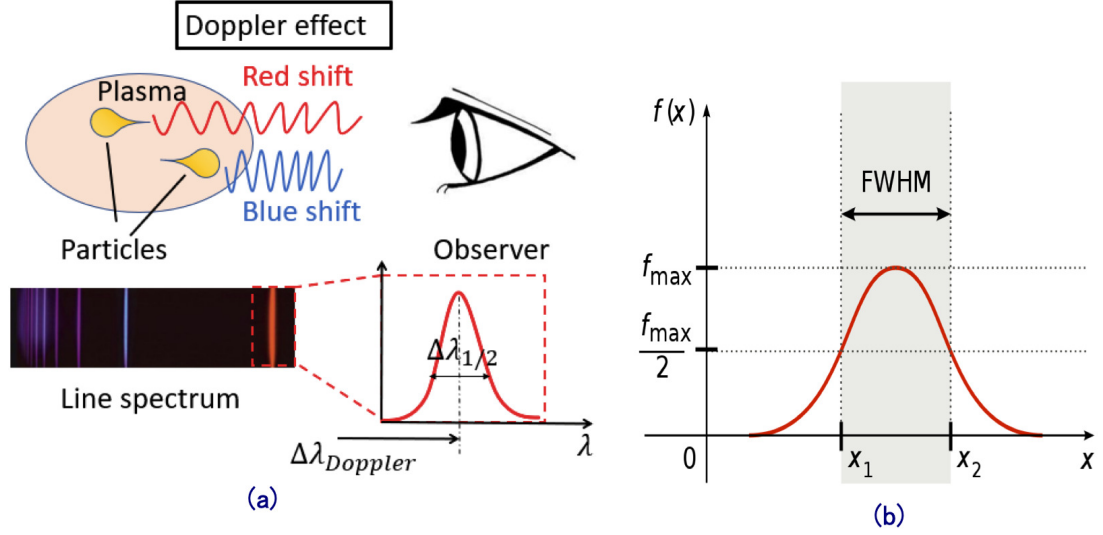 Doppler effect
Plasma
Red shift
Blue shift
Particles
Observer
Δλ1/2
Line spectrum
λ
ΔλDoppler
(a)
f(x)
FWHM
fmax
fmax
2
0
x1
x2
x
(b)